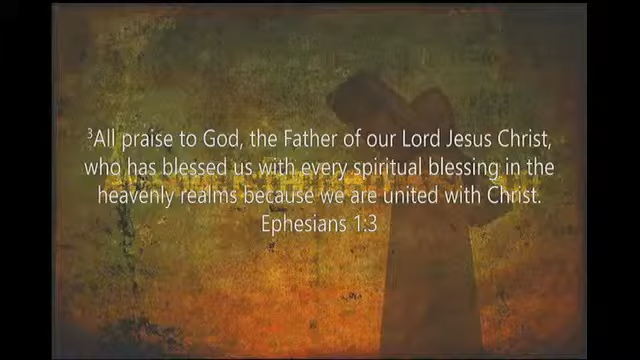 ³All praise to God, the Father of our Lord Jesus Christ,
who has blessed us with every spiritual blessing in the
heavenly realms because we are united with Christ.
Ephesians 1:3